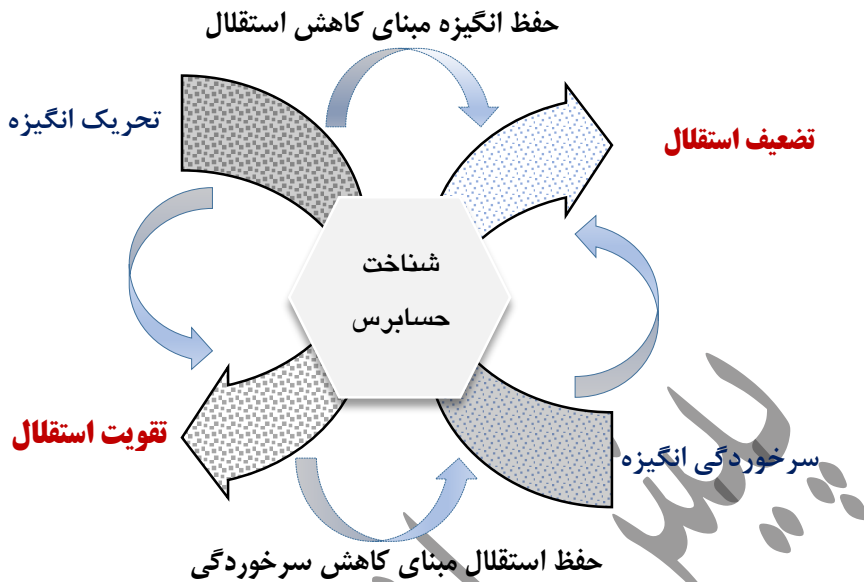 حفظ انگیزه مبنای کاهش استقلال
تحریک انگیزه
تضعیف استقلال
شناخت
حسابرس
تقویت استقلال
سرخوردگی انگیزه
حفظ استقلال مبنای کاهش سرخوردگی